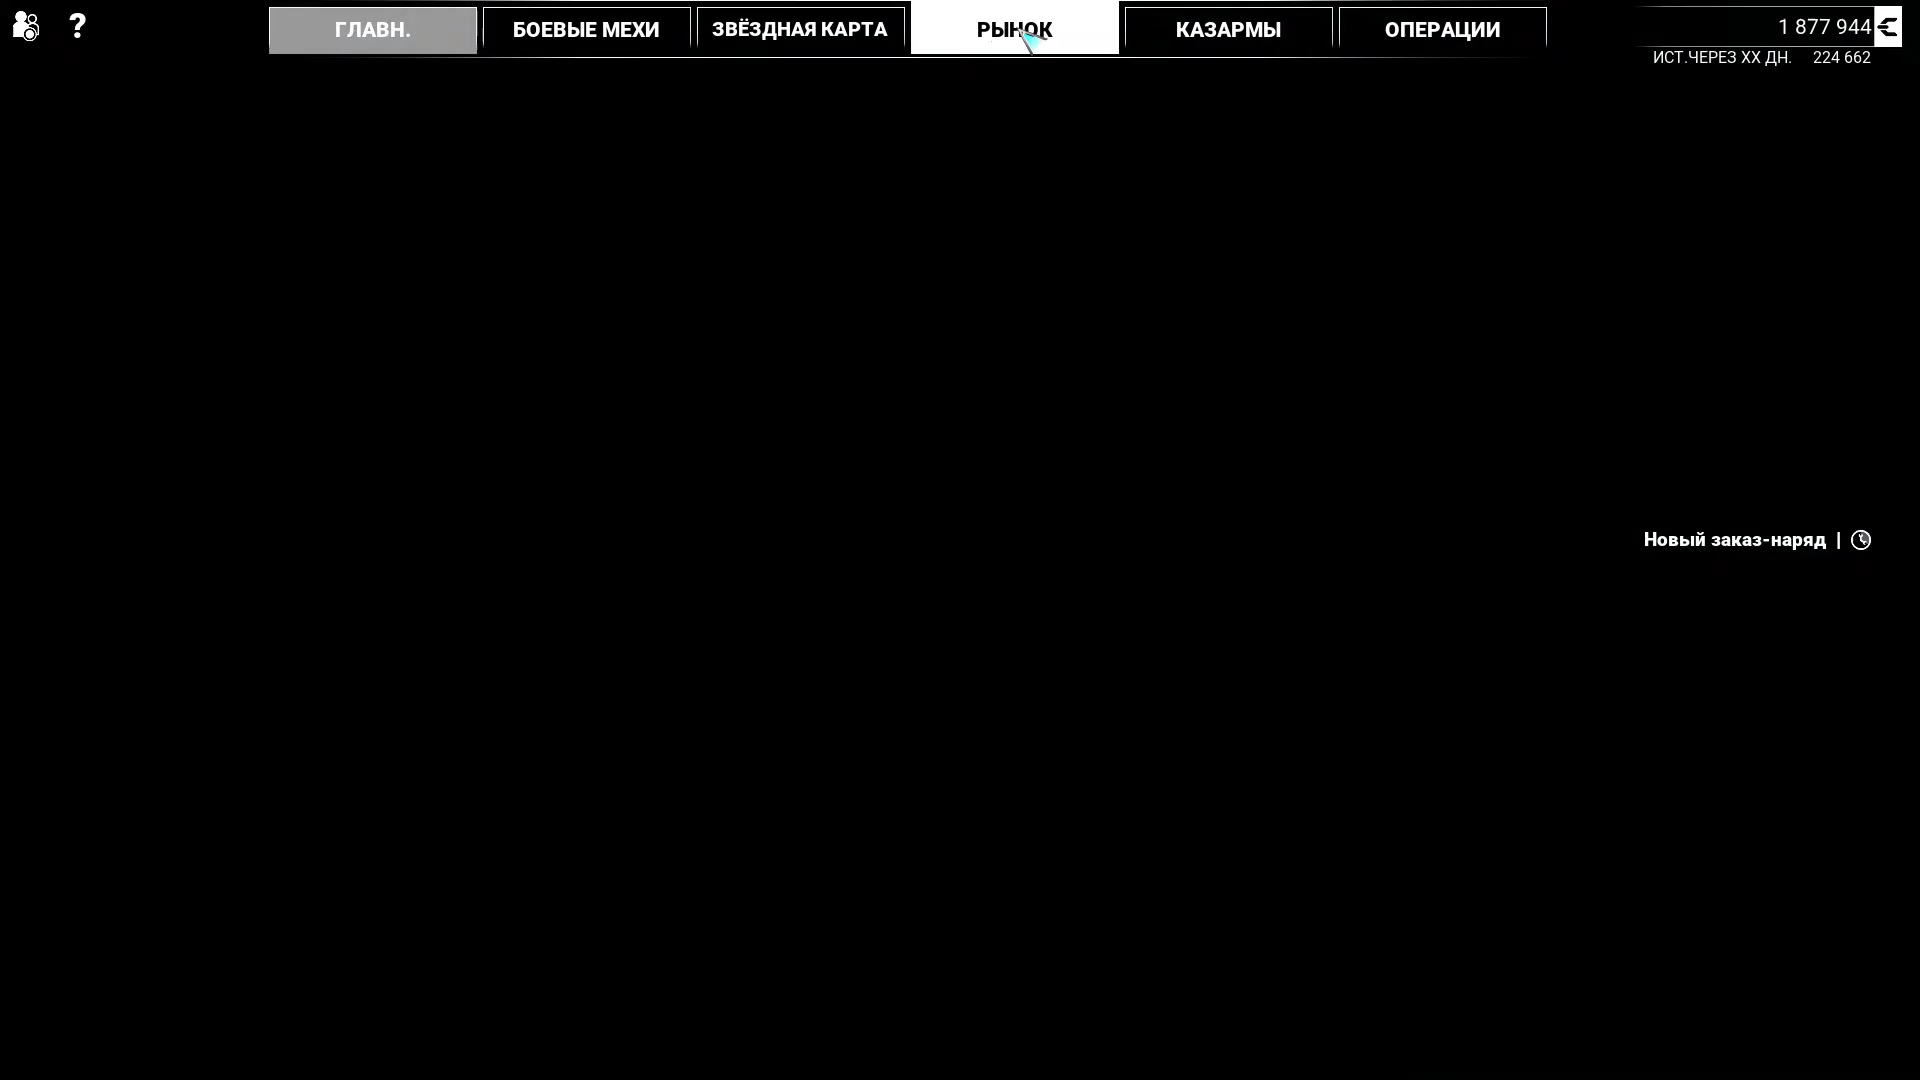 ?
ГЛАВН.
БОЕВЫЕ МЕХИ
ЗВЁЗДНАЯ КАРТА
РЫНОК
КАЗАРМЫ
ОПЕРАЦИИ
1 877 944
ИСТ.ЧЕРЕЗ XX ДН. 224 662
Новый заказ-наряд |